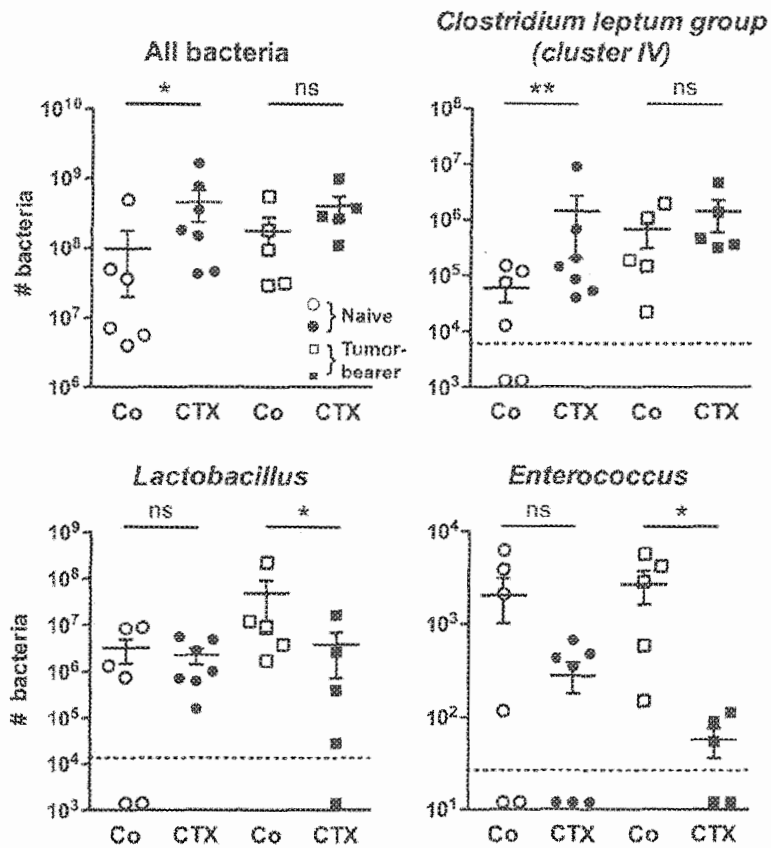 All bacteria
*
ns
# bacteria
10^10
10^9
10^8
10^7
10^6
Naive
Tumor-
bearer
Co
CTX
Co
CTX
Clostridium leptum group
(cluster IV)
**
ns
10^8
10^7
10^6
10^5
10^4
10^3
Co
CTX
Co
CTX
Lactobacillus
ns
*
# bacteria
10^9
10^8
10^7
10^6
10^5
10^4
10^3
Co
CTX
Co
CTX
Enterococcus
ns
*
10^4
10^3
10^2
10^1
Co
CTX
Co
CTX